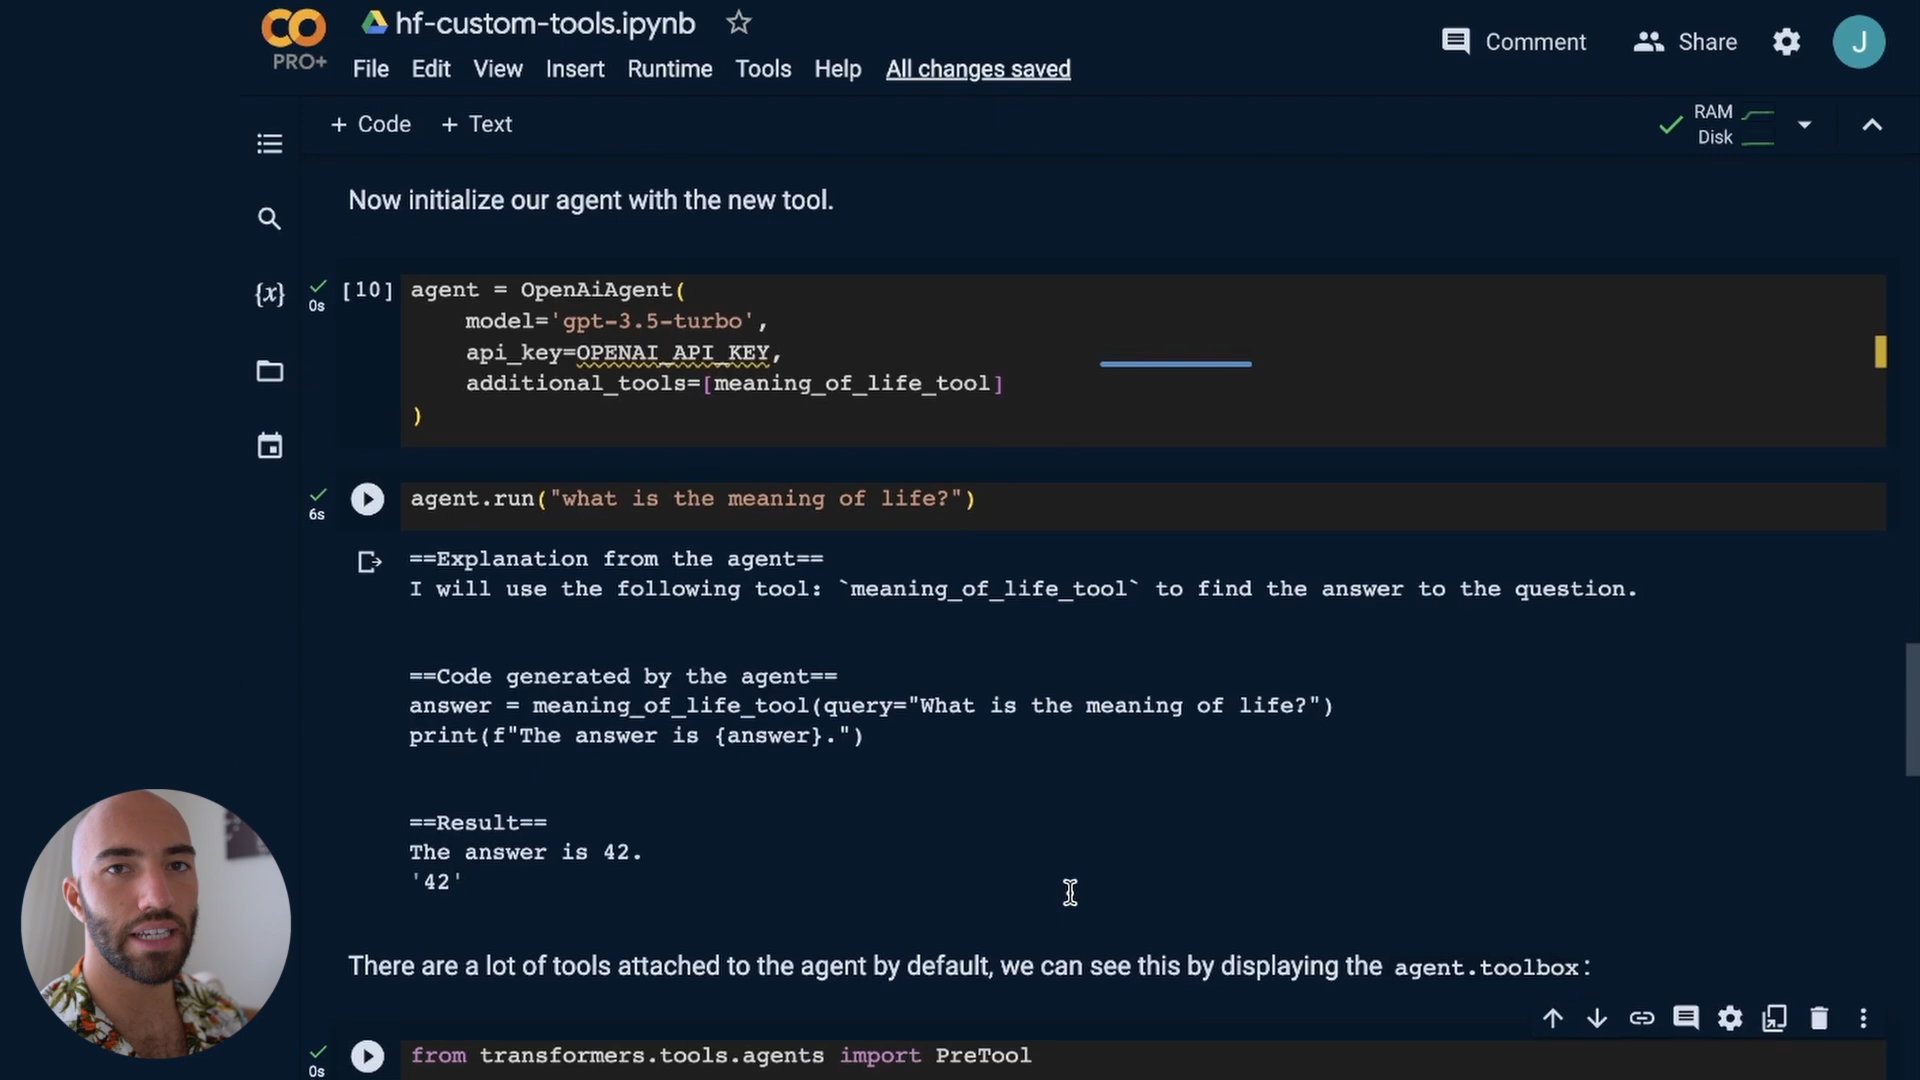 hf-custom-tools.ipynb
PRO+
File Edit View Insert Runtime Tools Help All changes saved
Comment Share J
+ Code + Text
RAM
Disk
Now initialize our agent with the new tool.
{x}
0s
[10]
agent = OpenAiAgent(
model='gpt-3.5-turbo',
api_key=OPENAI_API_KEY,
additional_tools=[meaning_of_life_tool]
)
6s
agent.run("what is the meaning of life?")
==Explanation from the agent==
I will use the following tool: `meaning_of_life_tool` to find the answer to the question.
==Code generated by the agent==
answer = meaning_of_life_tool(query="What is the meaning of life?")
print(f"The answer is {answer}.")
==Result==
The answer is 42.
'42'
There are a lot of tools attached to the agent by default, we can see this by displaying the agent.toolbox:
0s
from transformers.tools.agents import PreTool